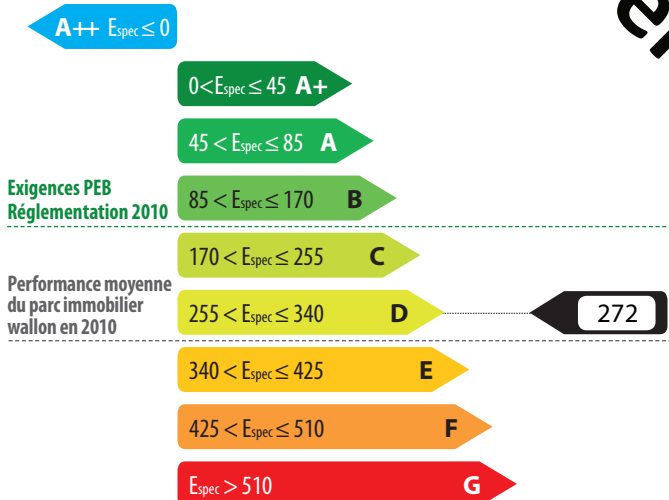 A++ Espec ≤ 0
0<Espec ≤ 45 A+
45 < Espec ≤ 85 A
Exigences PEB
Réglementation 2010
85 < Espec ≤ 170 B
170 < Espec ≤ 255 C
Performance moyenne
du parc immobilier
wallon en 2010
255 < Espec ≤ 340 D
272
340 < Espec ≤ 425 E
425 < Espec ≤ 510 F
Espec > 510 G